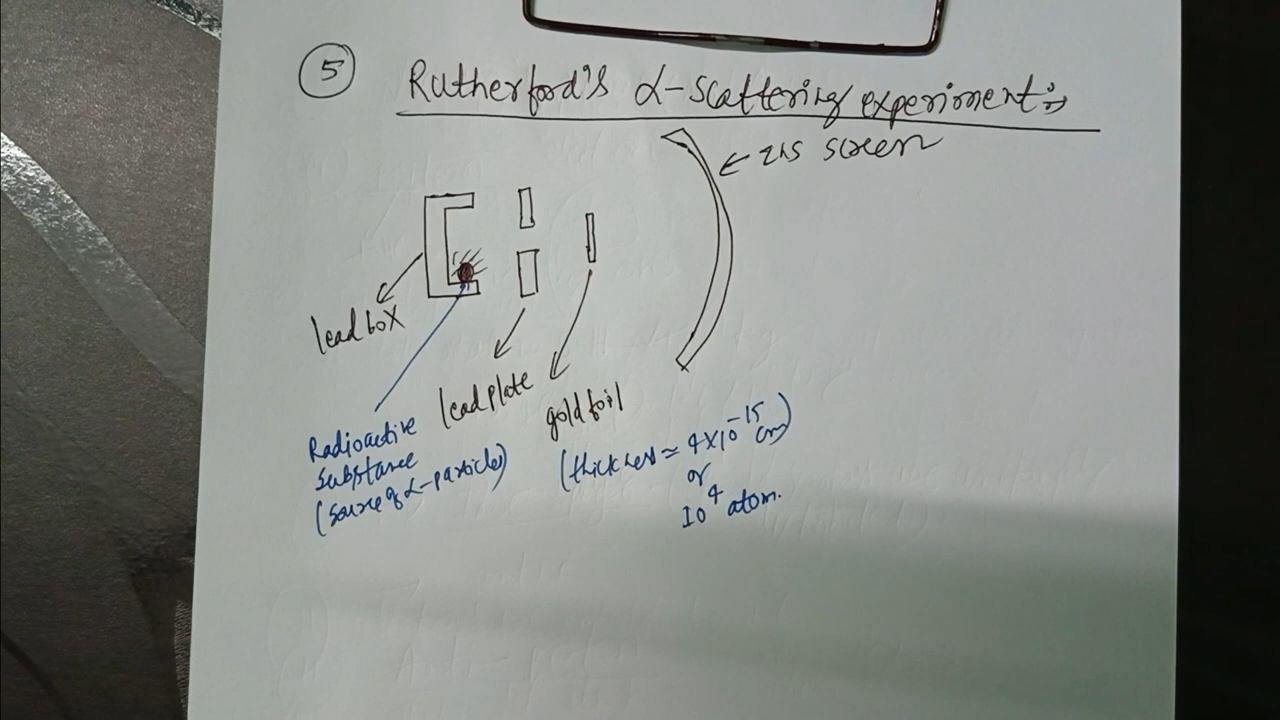 5
Rutherford's α-scattering experiment:→
ZnS screen
lead box
lead plate
gold foil
(thickness ≃ 4×10⁻¹⁵ cm)
or
10⁴ atom.
Radioactive
Substance
(source of α-particles)